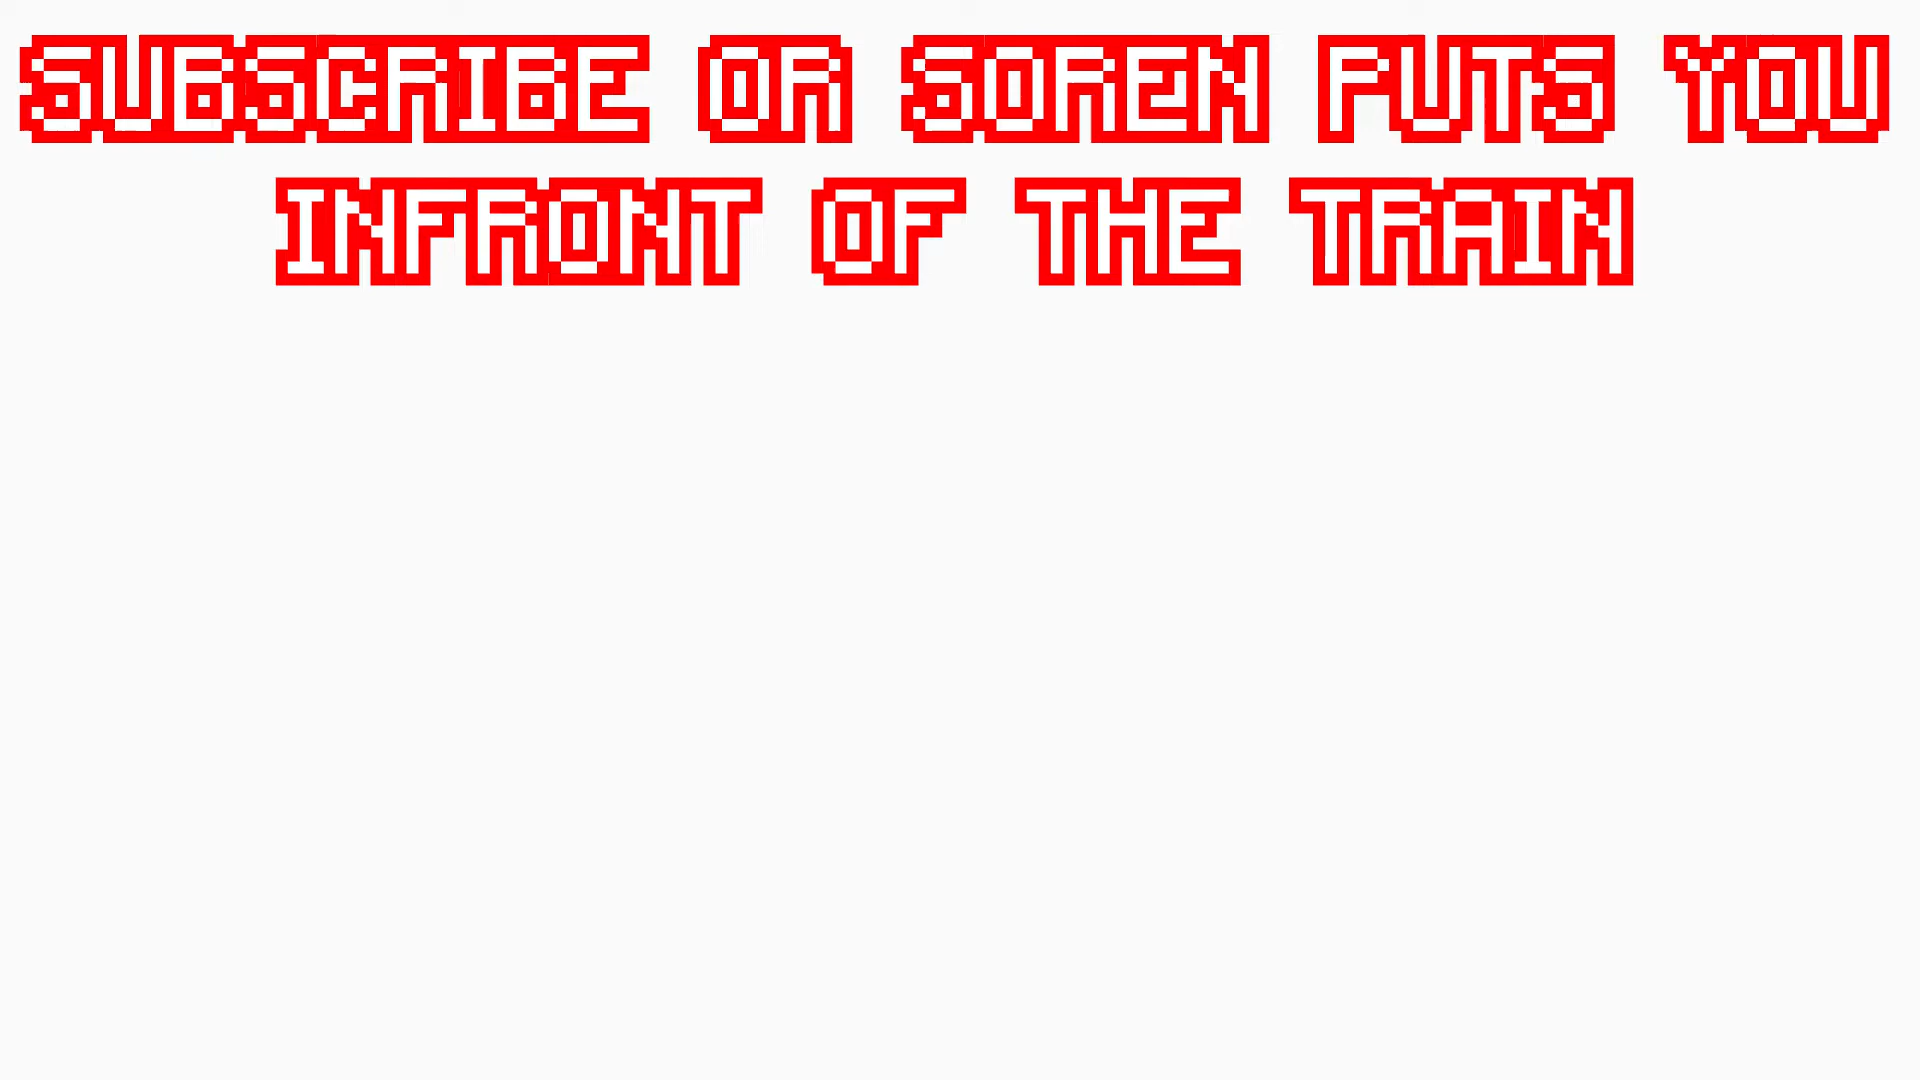 SUBSCRIBE OR SOREN PUTS YOU
INFRONT OF THE TRAIN